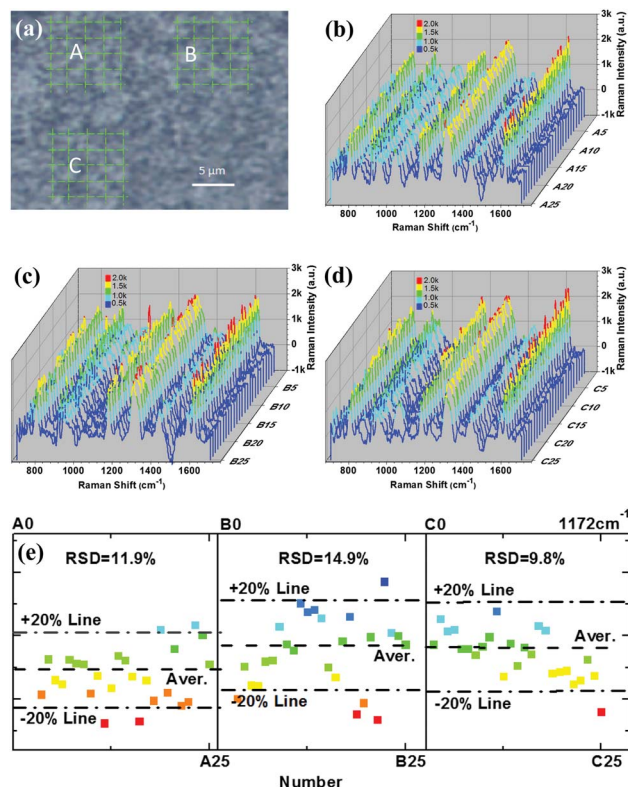 (a)
A
B
C
5 µm
(b)
2.0k
1.5k
1.0k
0.5k
3k
2k
1k
0
-1k
Raman Intensity (a.u.)
A5
A10
A15
A20
A25
800 1000 1200 1400 1600
Raman Shift (cm⁻¹)
(c)
2.0k
1.5k
1.0k
0.5k
3k
2k
1k
0
-1k
Raman Intensity (a.u.)
B5
B10
B15
B20
B25
800 1000 1200 1400 1600
Raman Shift (cm⁻¹)
(d)
2.0k
1.5k
1.0k
0.5k
3k
2k
1k
0
-1k
Raman Intensity (a.u.)
C5
C10
C15
C20
C25
800 1000 1200 1400 1600
Raman Shift (cm⁻¹)
A0 B0 C0 1172cm⁻¹
(e)
RSD=11.9% RSD=14.9% RSD=9.8%
+20% Line +20% Line +20% Line
Aver. Aver. Aver.
-20% Line -20% Line -20% Line
A25 B25 C25
Number